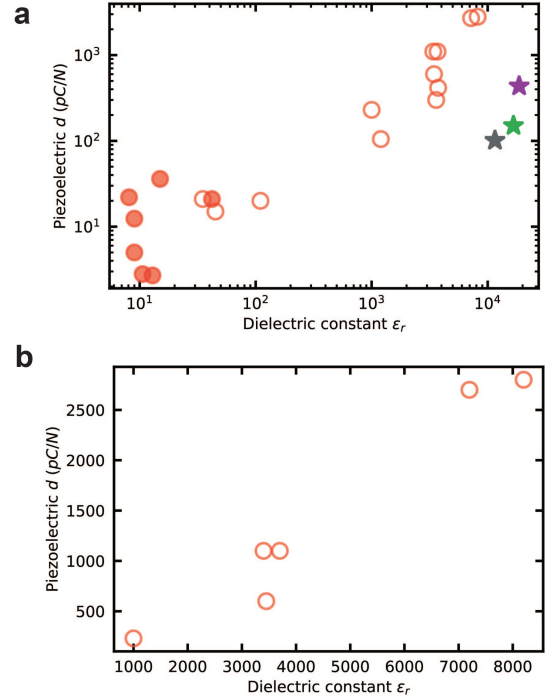 a
Piezoelectric d (pC/N)
10³
10²
10¹
10¹ 10² 10³ 10⁴
Dielectric constant εᵣ
b
Piezoelectric d (pC/N)
2500
2000
1500
1000
500
1000 2000 3000 4000 5000 6000 7000 8000
Dielectric constant εᵣ